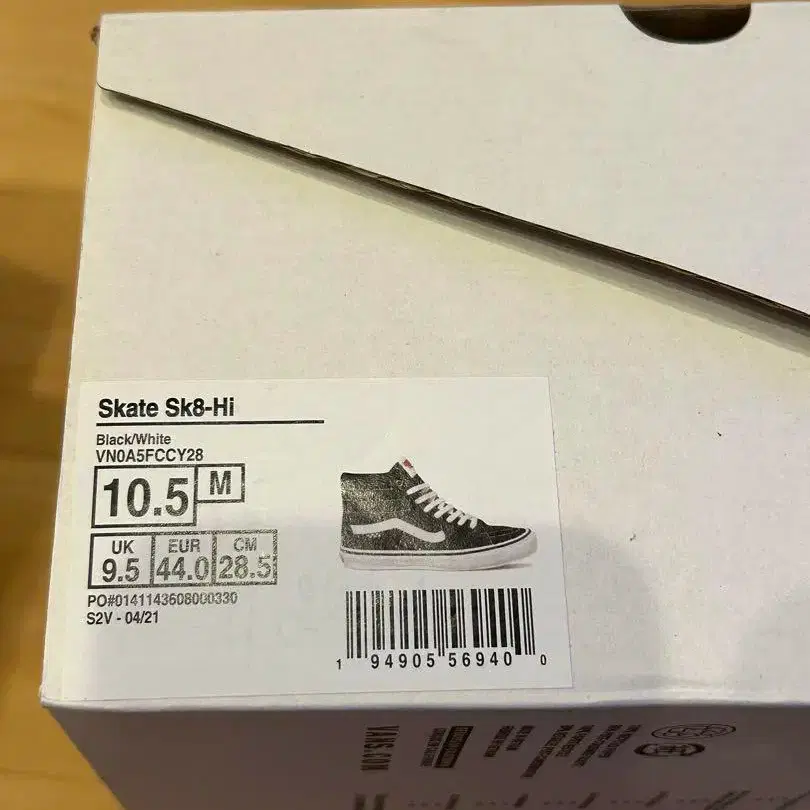 Skate Sk8-Hi
Black/White
VN0A5FCCY28
10.5 M
UK EUR CM
9.5 44.0 28.5
PO#0141143608000330
S2V - 04/21
1 94905 56940 0
VANS.COM